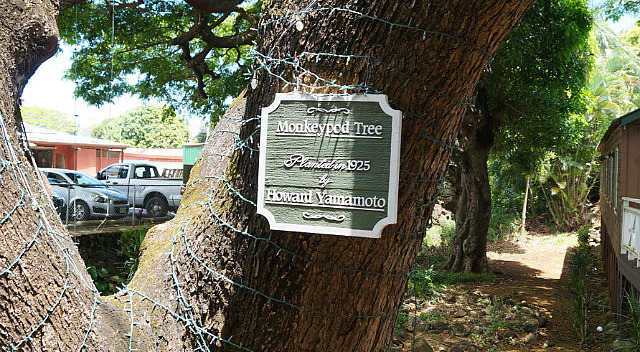 Monkeypod Tree
Planted in 1925
by
Howard Yamamoto